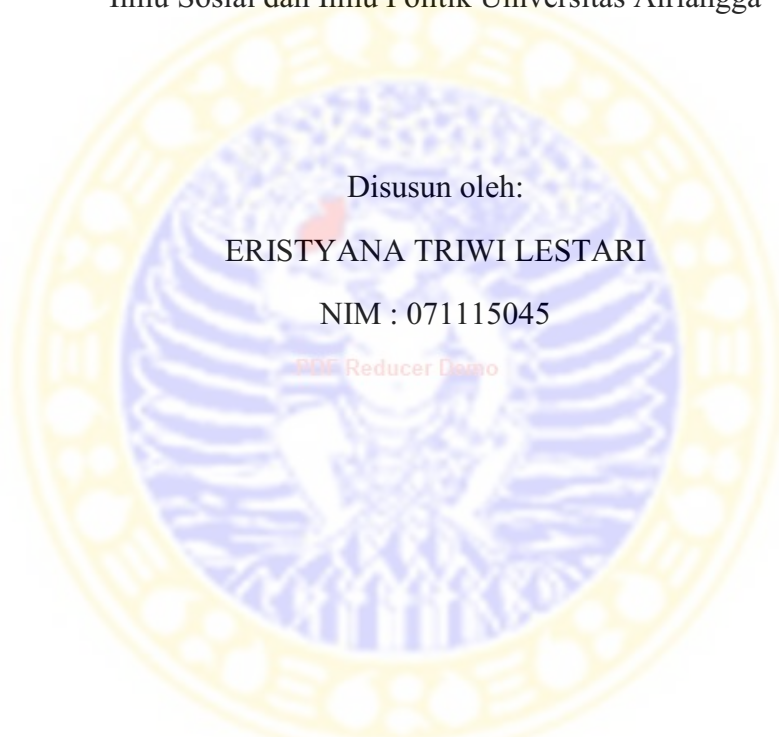 Ilmu Sosial dan Ilmu Politik Universitas Airlangga
Disusun oleh:
ERISTYANA TRIWI LESTARI
NIM : 071115045
PDF Reducer Demo